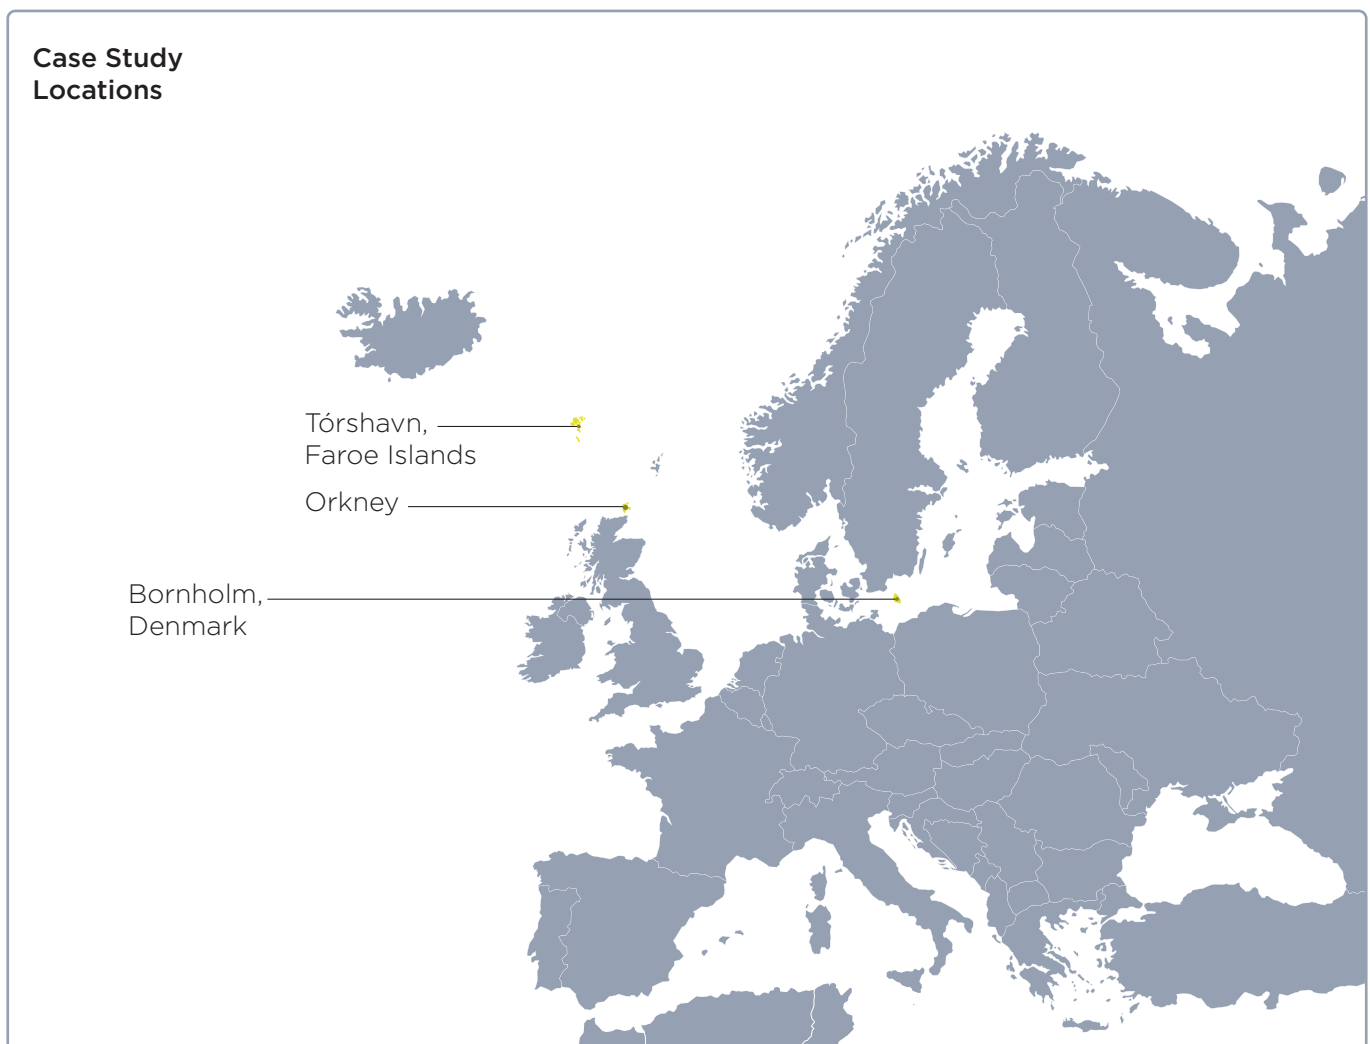 Case Study
Locations
Tórshavn,
Faroe Islands
Orkney
Bornholm,
Denmark